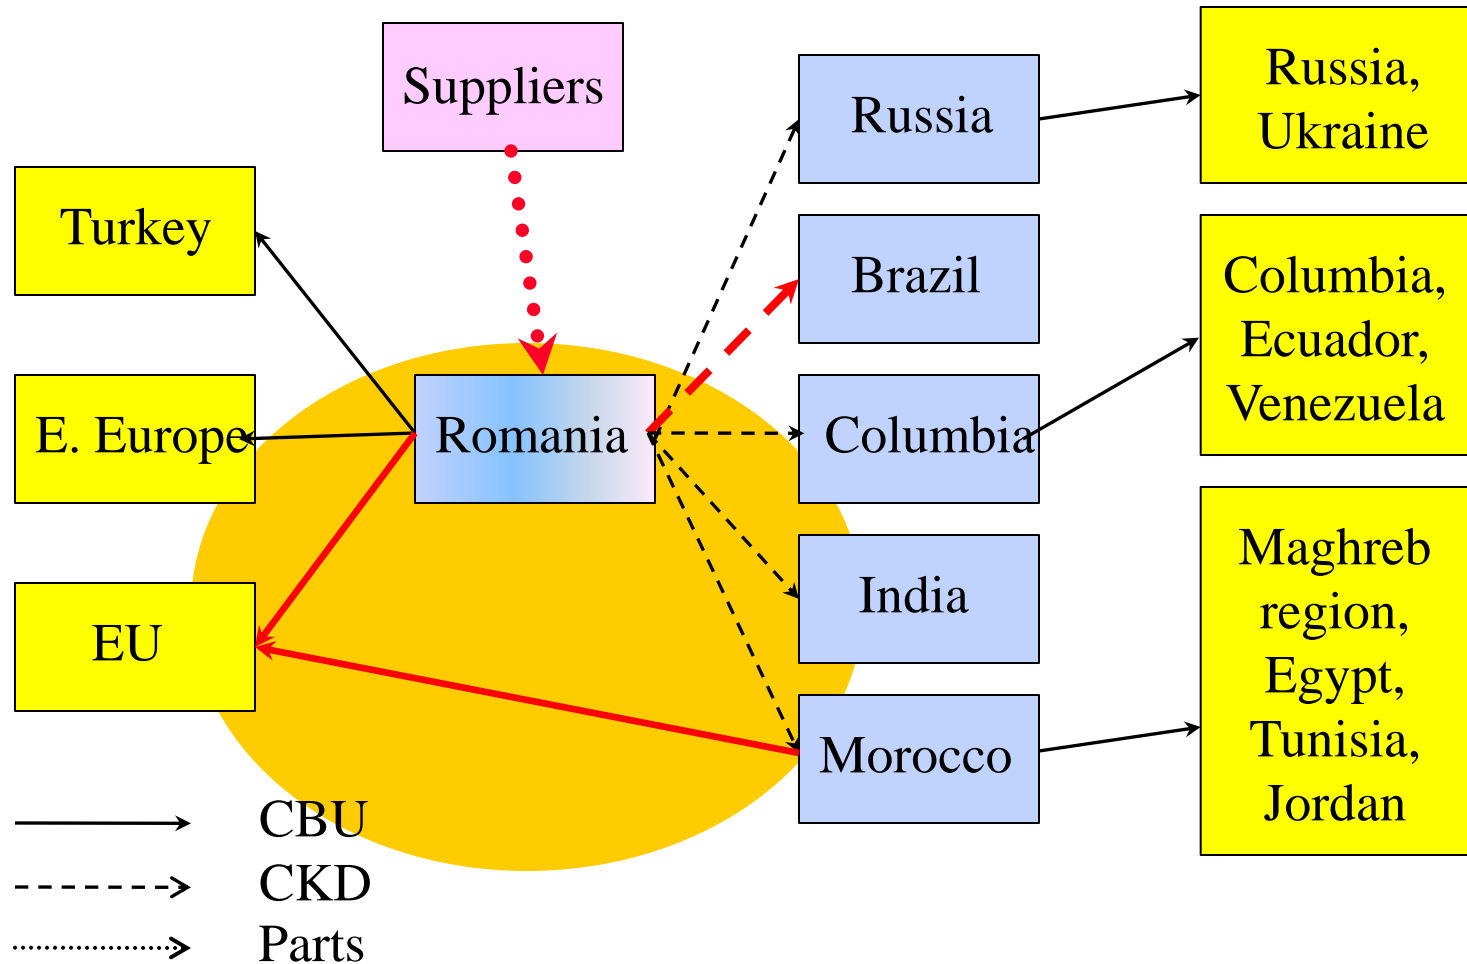 Suppliers
Russia
Russia,
Ukraine
Turkey
Brazil
Columbia,
Ecuador,
Venezuela
E. Europe
Romania
Columbia
India
Maghreb
region,
Egypt,
Tunisia,
Jordan
EU
Morocco
CBU
CKD
Parts